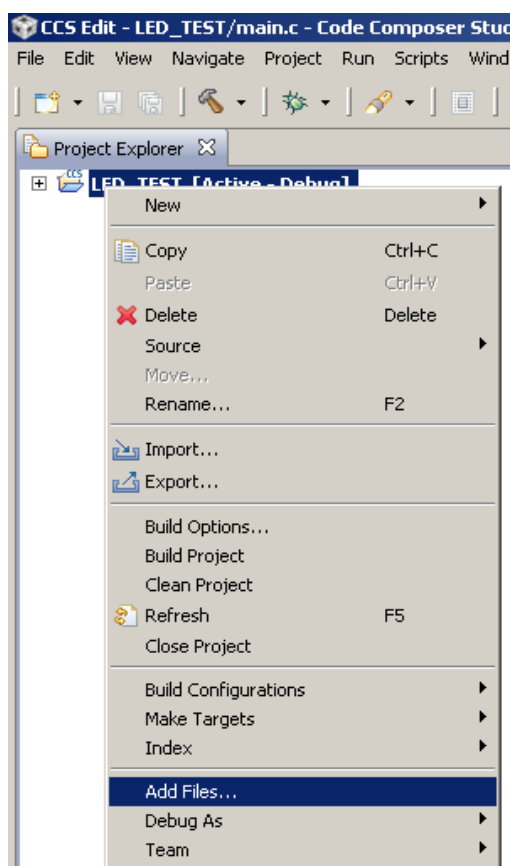 CCS Edit - LED_TEST/main.c - Code Composer Stu
File Edit View Navigate Project Run Scripts Wind
Project Explorer
CCS LED_TEST [Active - Debug]
New
Copy Ctrl+C
Paste Ctrl+V
Delete Delete
Source
Move...
Rename... F2
Import...
Export...
Build Options...
Build Project
Clean Project
Refresh F5
Close Project
Build Configurations
Make Targets
Index
Add Files...
Debug As
Team